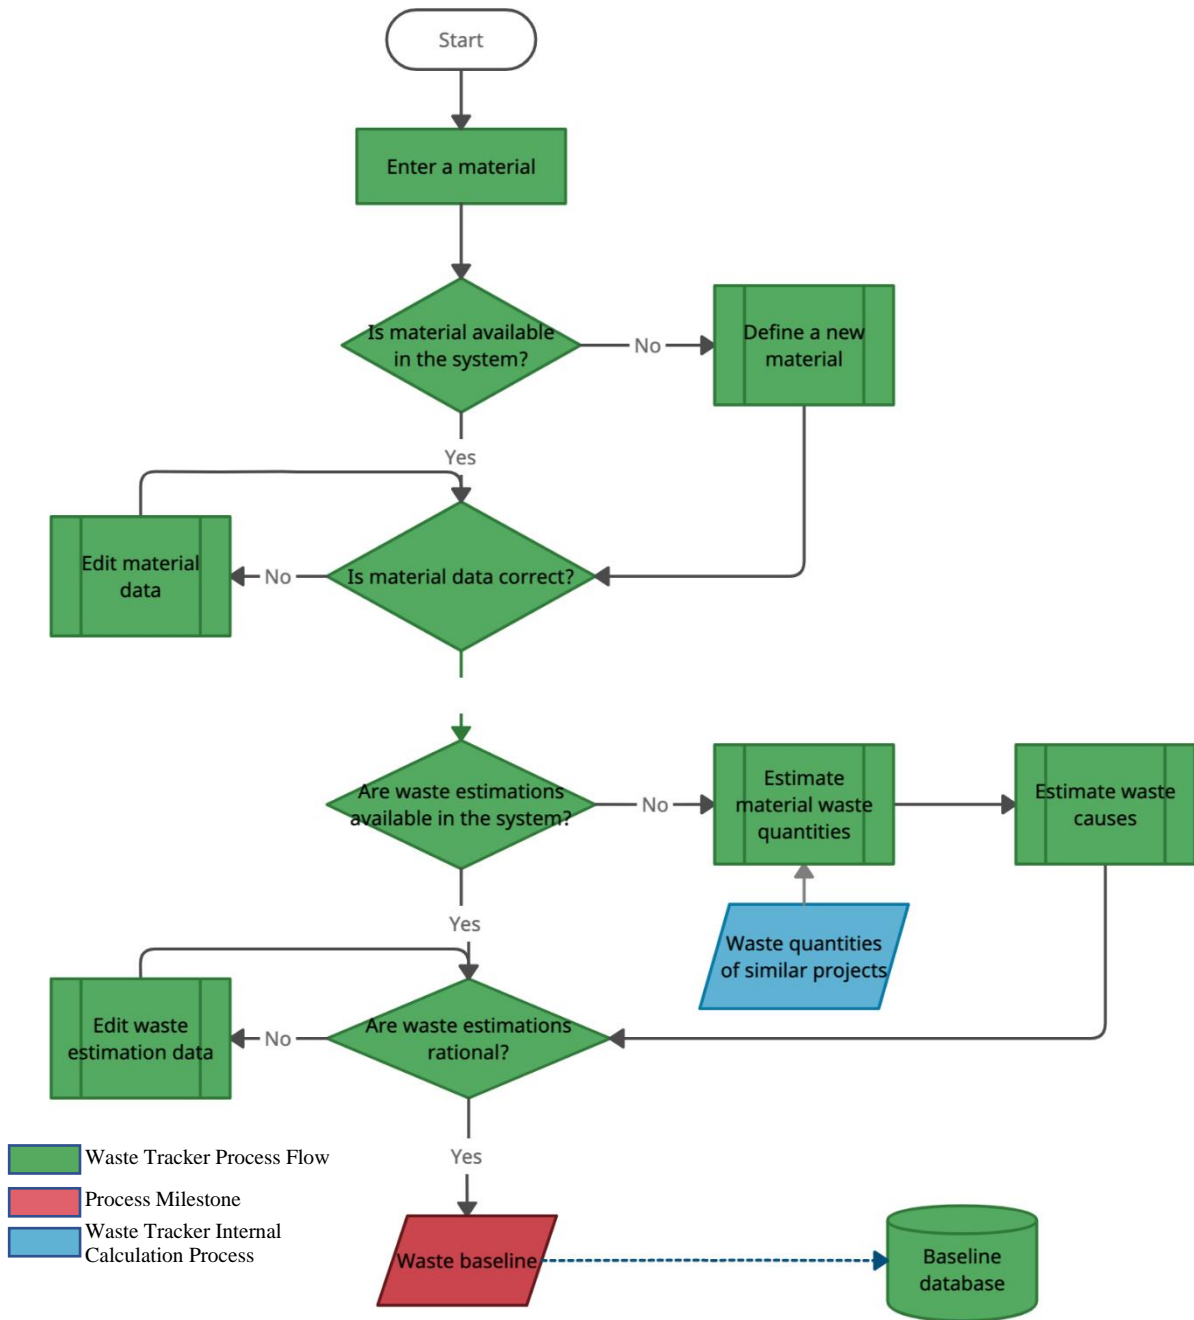 Start
Enter a material
Is material available
in the system?
No
Define a new
material
Yes
Edit material
data
No
Is material data correct?
Are waste estimations
available in the system?
No
Estimate
material waste
quantities
Estimate waste
causes
Yes
Waste quantities
of similar projects
Edit waste
estimation data
No
Are waste estimations
rational?
Yes
Waste Tracker Process Flow
Process Milestone
Waste Tracker Internal
Calculation Process
Waste baseline
Baseline
database